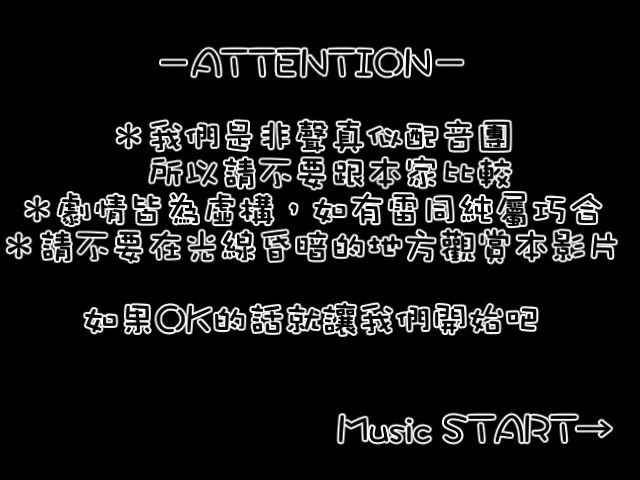 －ATTENTION－
＊我們是非聲真似配音團
所以請不要跟本家比較
＊劇情皆為虛構，如有雷同純屬巧合
＊請不要在光線昏暗的地方觀賞本影片
如果OK的話就讓我們開始吧
Music START→